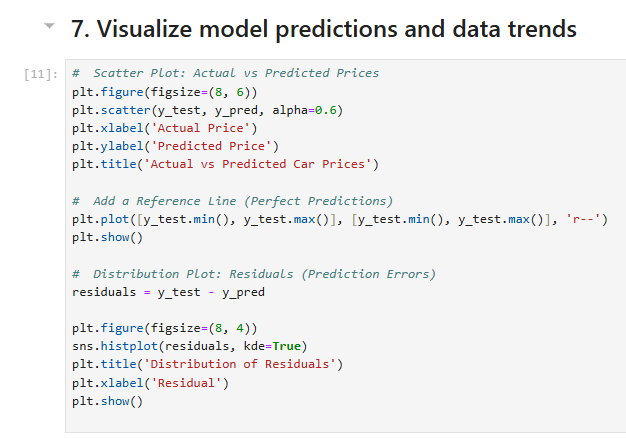 7. Visualize model predictions and data trends
[11]:
#  Scatter Plot: Actual vs Predicted Prices
plt.figure(figsize=(8, 6))
plt.scatter(y_test, y_pred, alpha=0.6)
plt.xlabel('Actual Price')
plt.ylabel('Predicted Price')
plt.title('Actual vs Predicted Car Prices')
#  Add a Reference Line (Perfect Predictions)
plt.plot([y_test.min(), y_test.max()], [y_test.min(), y_test.max()], 'r--')
plt.show()
#  Distribution Plot: Residuals (Prediction Errors)
residuals = y_test - y_pred
plt.figure(figsize=(8, 4))
sns.histplot(residuals, kde=True)
plt.title('Distribution of Residuals')
plt.xlabel('Residual')
plt.show()